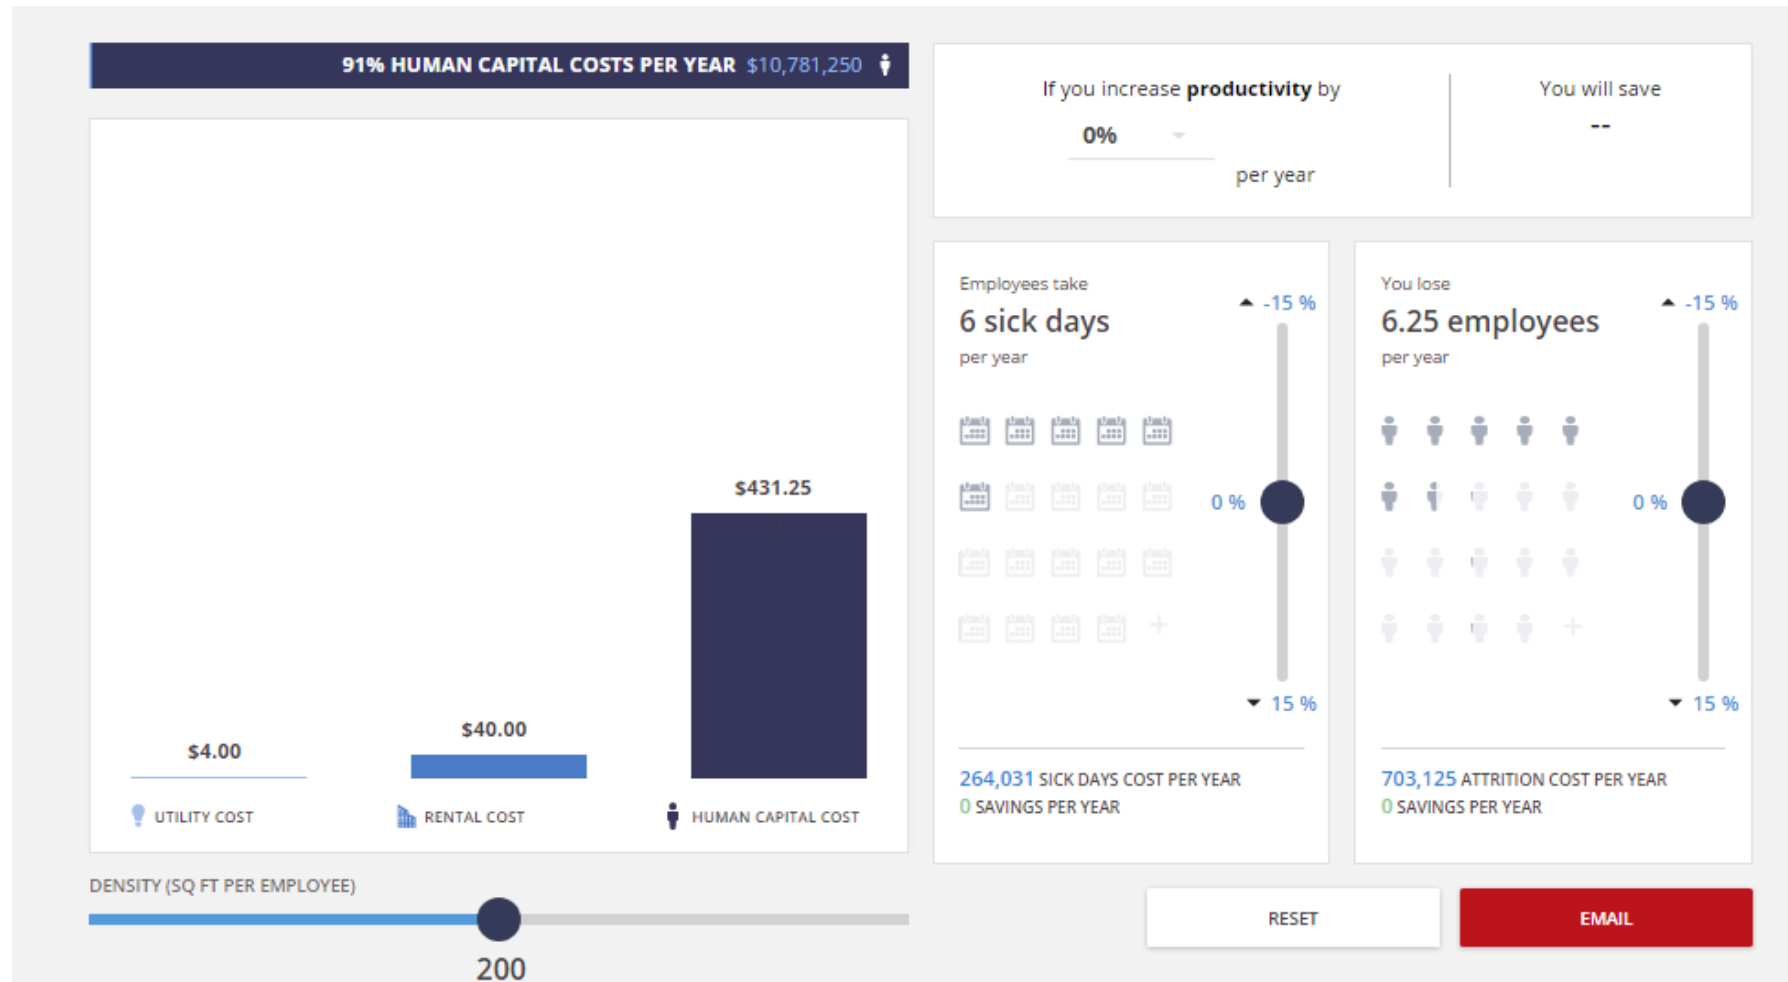 91% HUMAN CAPITAL COSTS PER YEAR $10,781,250
$431.25
$40.00
$4.00
UTILITY COST
RENTAL COST
HUMAN CAPITAL COST
DENSITY (SQ FT PER EMPLOYEE)
200
If you increase productivity by
0%
per year
You will save
--
Employees take
6 sick days
per year
-15 %
0 %
15 %
264,031 SICK DAYS COST PER YEAR
0 SAVINGS PER YEAR
You lose
6.25 employees
per year
-15 %
0 %
15 %
703,125 ATTRITION COST PER YEAR
0 SAVINGS PER YEAR
RESET
EMAIL